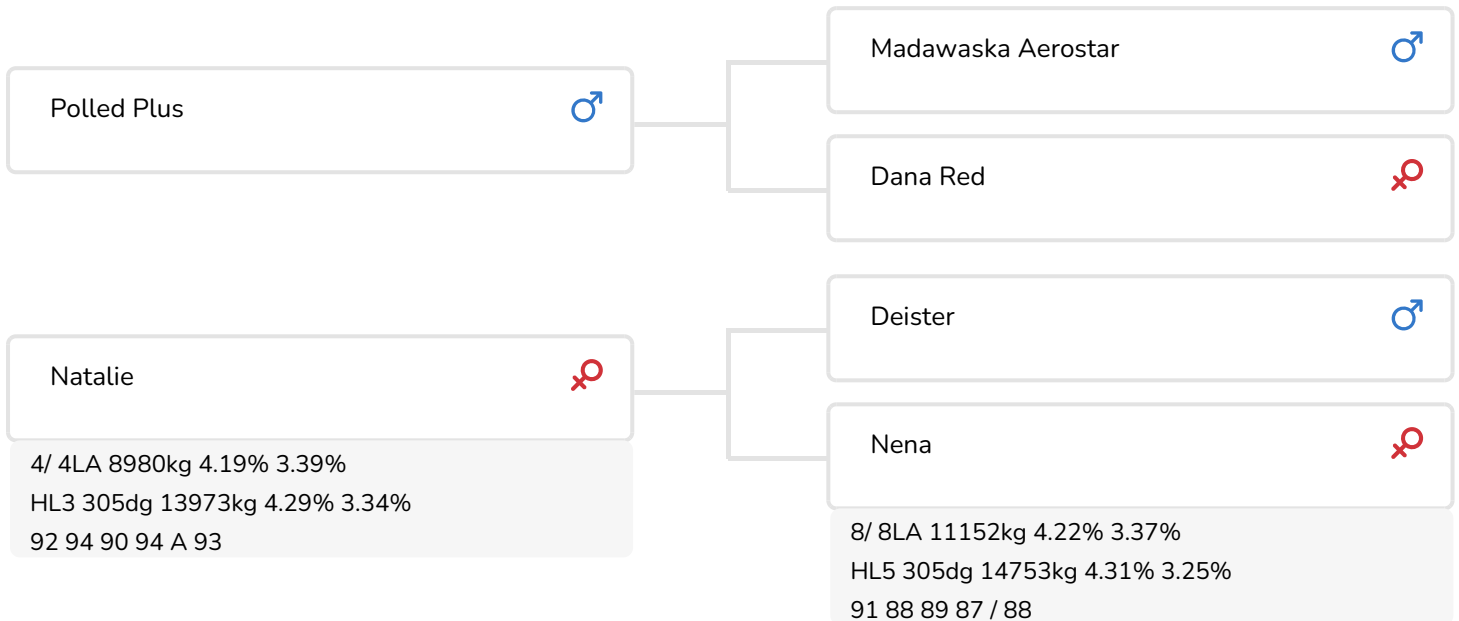 Madawaska Aerostar
Polled Plus
Dana Red
Deister
Natalie
4/ 4LA 8980kg 4.19% 3.39%
HL3 305dg 13973kg 4.29% 3.34%
92 94 90 94 A 93
Nena
8/ 8LA 11152kg 4.22% 3.37%
HL5 305dg 14753kg 4.31% 3.25%
91 88 89 87 / 88